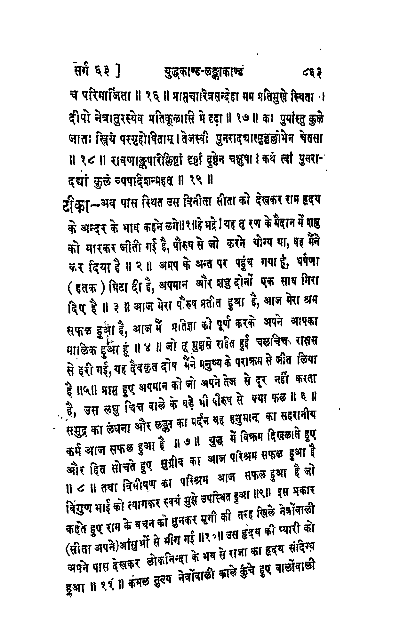 सर्ग ६३ ] युद्धकाण्ड-लङ्काकाण्ड ८६३
च परिमार्जिता ॥ १६ ॥ प्राप्तचारित्रसन्देहा मम प्रतिमुखे स्थिता ।
दीपो नेत्रातुरस्येव प्रतिकूलासि मे दृढा ॥ १७ ॥ कः पुमांस्तु कुले
जातः स्त्रियं परगृहोषिताम् । तेजस्वी पुनरादद्यात्सुहृल्लोभेन चेतसा
॥ १८ ॥ रावणाङ्कपरिक्लिष्टां दृष्टां दुष्टेन चक्षुषा । कथं त्वां पुनरा-
दद्यां कुलं व्यपदिशन्महत् ॥ १९ ॥
टीका—अब पास स्थित उस विनीता सीता को देखकर राम हृदय
के अन्दर के भाव कहने लगे॥१॥हे भद्रे! यह तू रण के मैदान में शत्रु
को मारकर जीती गई है, पौरुष से जो करने योग्य था, वह मैंने
कर दिया है ॥ २ ॥ अमर्ष के अन्त पर पहुंच गया हूं, धर्षणा
(हतक) मिटा दी है, अपमान और शत्रु दोनों एक साथ गिरा
दिए हैं ॥ ३ ॥ आज मेरा पौरुष प्रतीत हुआ है, आज मेरा श्रम
सफल हुआ है, आज मैं प्रतिज्ञा को पूर्ण करके अपने आपका
मालिक हुआ हूं ॥ ४ ॥ जो तू मुझसे रहित हुई चलचित्त राक्षस
से हरी गई, यह दैवकृत दोष मैंने मनुष्य के पराक्रम से जीत लिया
है ॥५॥ प्राप्त हुए अपमान को जो अपने तेज से दूर नहीं करता
है, उस लघु चित्त वाले के बड़े भी पौरुष से क्या फल ॥ ६ ॥
समुद्र का लंघना और लङ्का का मर्दन यह हनुमान् का सहरानीय
कर्म आज सफल हुआ है ॥ ७ ॥ युद्ध में विक्रम दिखलाते हुए
और हित सोचते हुए सुग्रीव का आज परिश्रम सफल हुआ है
॥ ८ ॥ तथा विभीषण का परिश्रम आज सफल हुआ है जो
विगुण भाई को त्यागकर स्वयं मुझे उपस्थित हुआ ॥९॥ इस प्रकार
कहते हुए राम के वचन को सुनकर मृगी की तरह खिले नेत्रोंवाली
(सीता अपने)आंसुओं से भीग गई ॥१०॥ उस हृदय की प्यारी को
अपने पास देखकर लोकनिन्दा के भय से राजा का हृदय संदिग्ध
हुआ ॥ ११ ॥ कमल तुल्य नेत्रोंवाली काले कुंचे हुए बालोंवाली